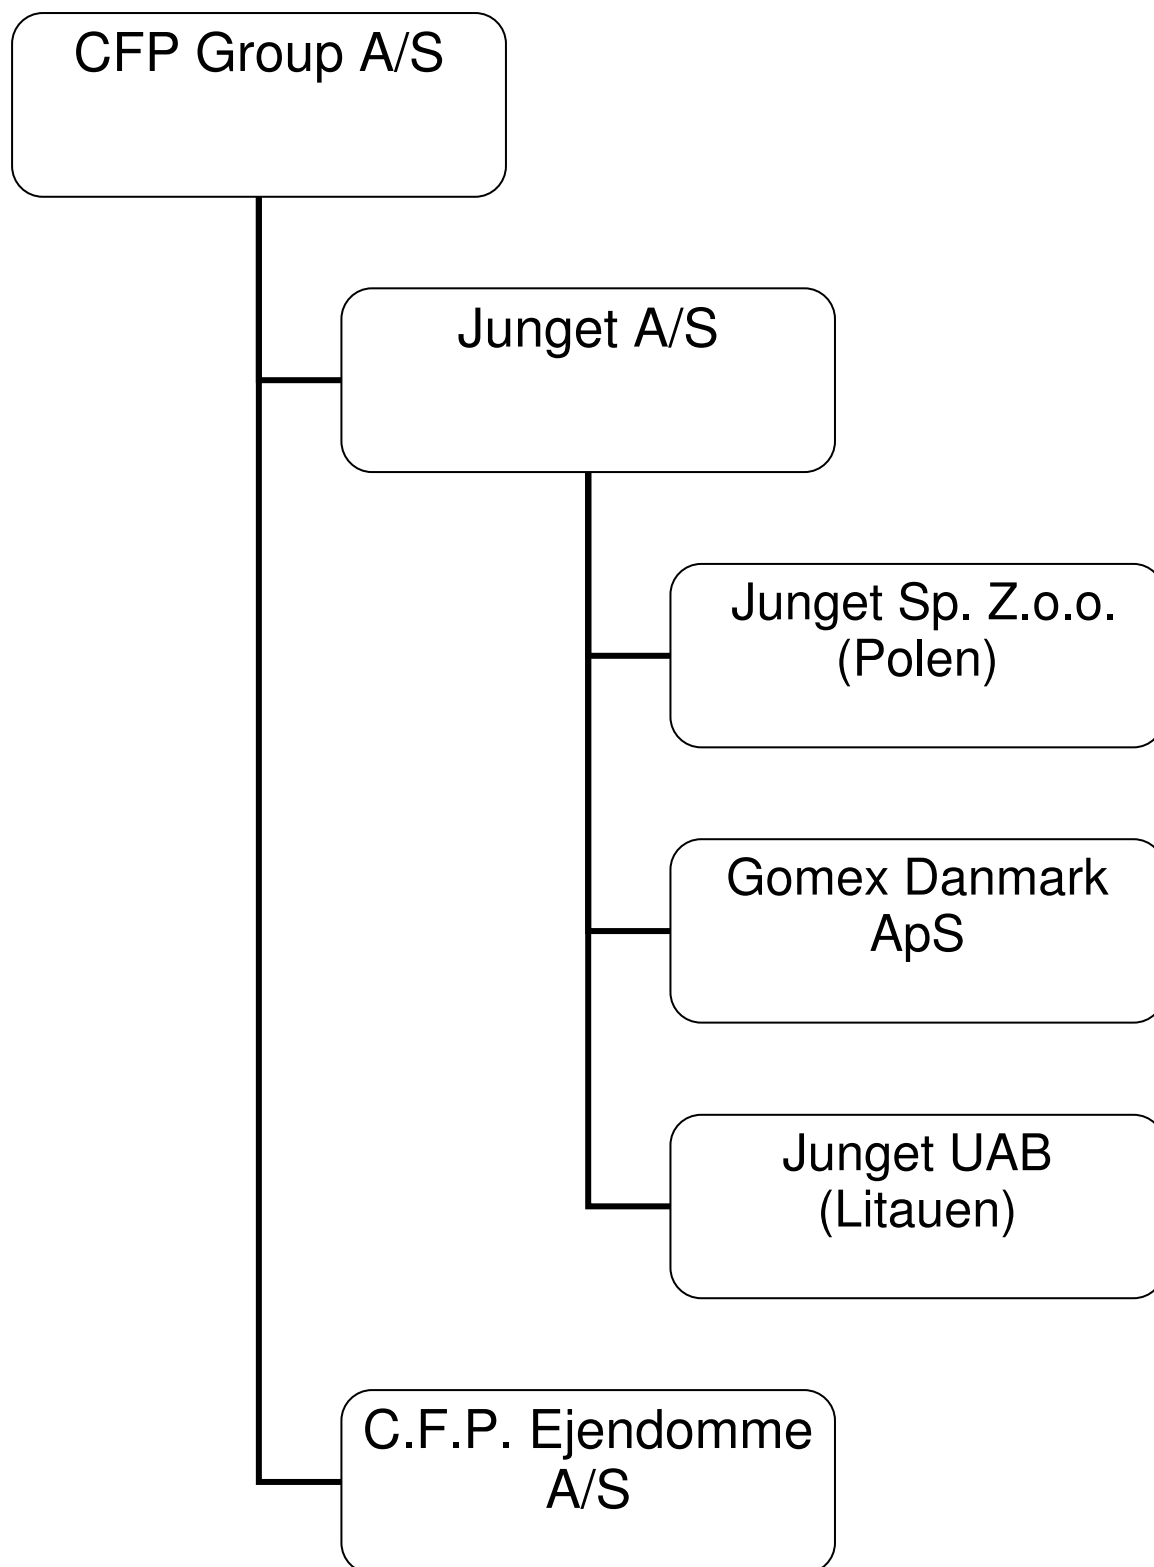 CFP Group A/S
Junget A/S
Junget Sp. Z.o.o.
(Polen)
Gomex Danmark
ApS
Junget UAB
(Litauen)
C.F.P. Ejendomme
A/S